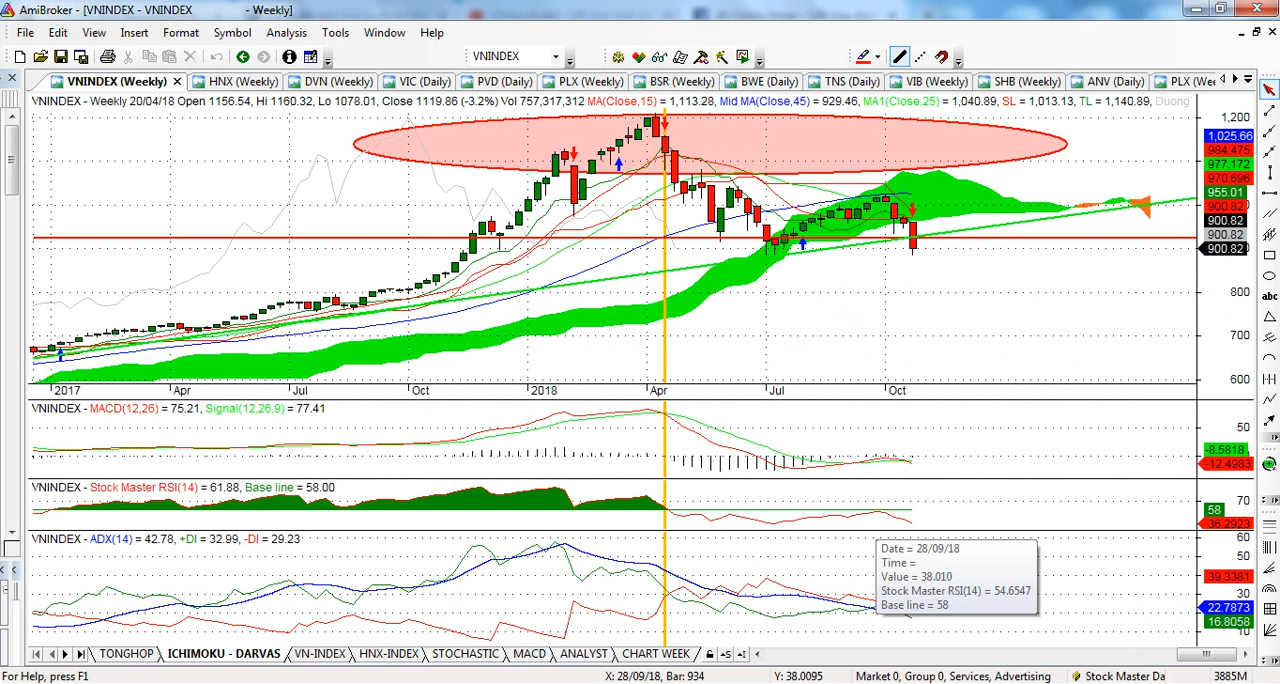 AmiBroker - [VNINDEX - VNINDEX - Weekly]
File Edit View Insert Format Symbol Analysis Tools Window Help
VNINDEX
VNINDEX (Weekly) HNX (Weekly) DVN (Weekly) VIC (Daily) PVD (Daily) PLX (Weekly) BSR (Weekly) BWE (Daily) TNS (Daily) VIB (Weekly) SHB (Weekly) ANV (Daily) PLX (Wee
VNINDEX - Weekly 20/04/18 Open 1156.54, Hi 1160.32, Lo 1078.01, Close 1119.86 (-3.2%) Vol 757,317,312 MA(Close,15) = 1,113.28, Mid MA(Close,45) = 929.46, MA1(Close,25) = 1,040.89, SL = 1,013.13, TL = 1,140.89, Duong
1,200
1,025.66
984.475
977.172
970.696
955.01
900.82
900.82
900.82
900.82
800
700
600
2017 Apr Jul Oct 2018 Apr Jul Oct
VNINDEX - MACD(12,26) = 75.21, Signal(12,26,9) = 77.41
50
-8.5818
-12.4983
VNINDEX - Stock Master RSI(14) = 61.88, Base line = 58.00
70
58
36.2923
VNINDEX - ADX(14) = 42.78, +DI = 32.99, -DI = 29.23
60
50
39.3381
30
22.7873
16.8058
10
Date = 28/09/18
Time =
Value = 38.010
Stock Master RSI(14) = 54.6547
Base line = 58
TONGHOP ICHIMOKU - DARVAS VN-INDEX HNX-INDEX STOCHASTIC MACD ANALYST CHART WEEK
For Help, press F1 X: 28/09/18, Bar: 934 Y: 38.0095 Market 0, Group 0, Services, Advertising Stock Master Da 3885M
abc